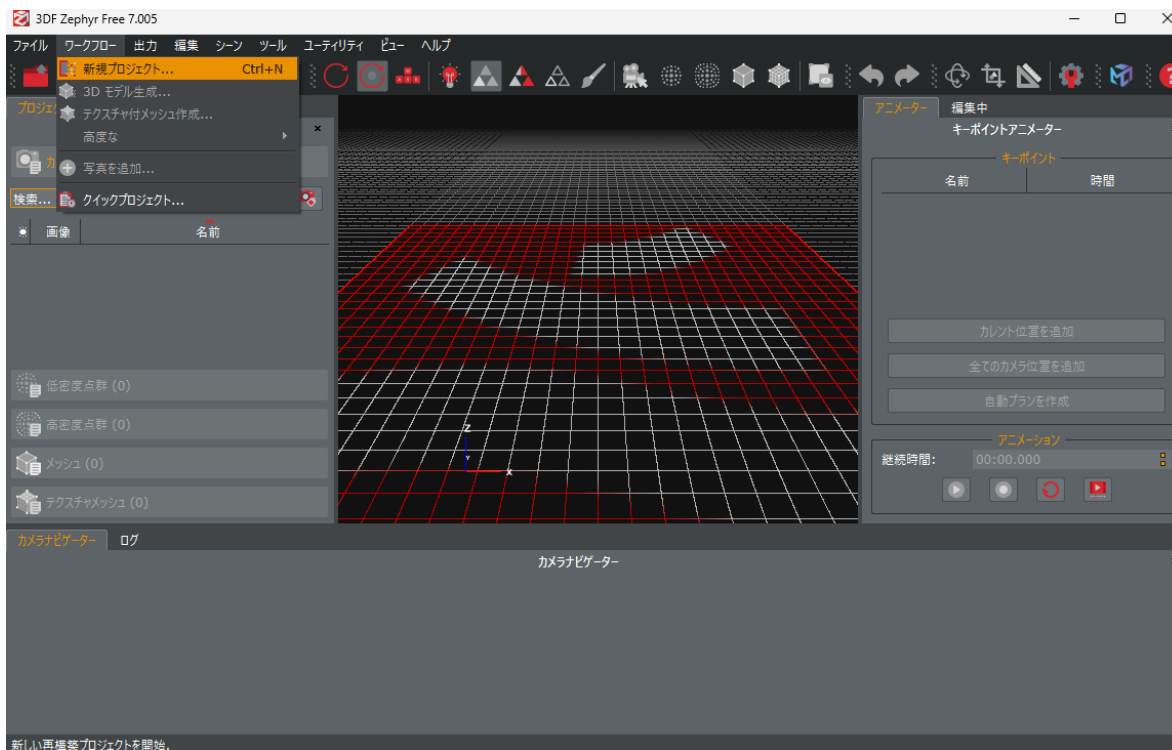 3DF Zephyr Free 7.005
ファイル ワークフロー 出力 編集 シーン ツール ユーティリティ ビュー ヘルプ
新規プロジェクト... Ctrl+N
3D モデル生成...
テクスチャ付メッシュ作成...
高度な
写真を追加...
クイックプロジェクト...
検索...
画像 名前
低密度点群 (0)
高密度点群 (0)
メッシュ (0)
テクスチャメッシュ (0)
Z
Y
X
アニメーター 編集中
キーポイントアニメーター
キーポイント
名前 時間
カレント位置を追加
全てのカメラ位置を追加
自動プランを作成
アニメーション
継続時間: 00:00.000
カメラナビゲーター ログ
カメラナビゲーター
新しい再構築プロジェクトを開始.